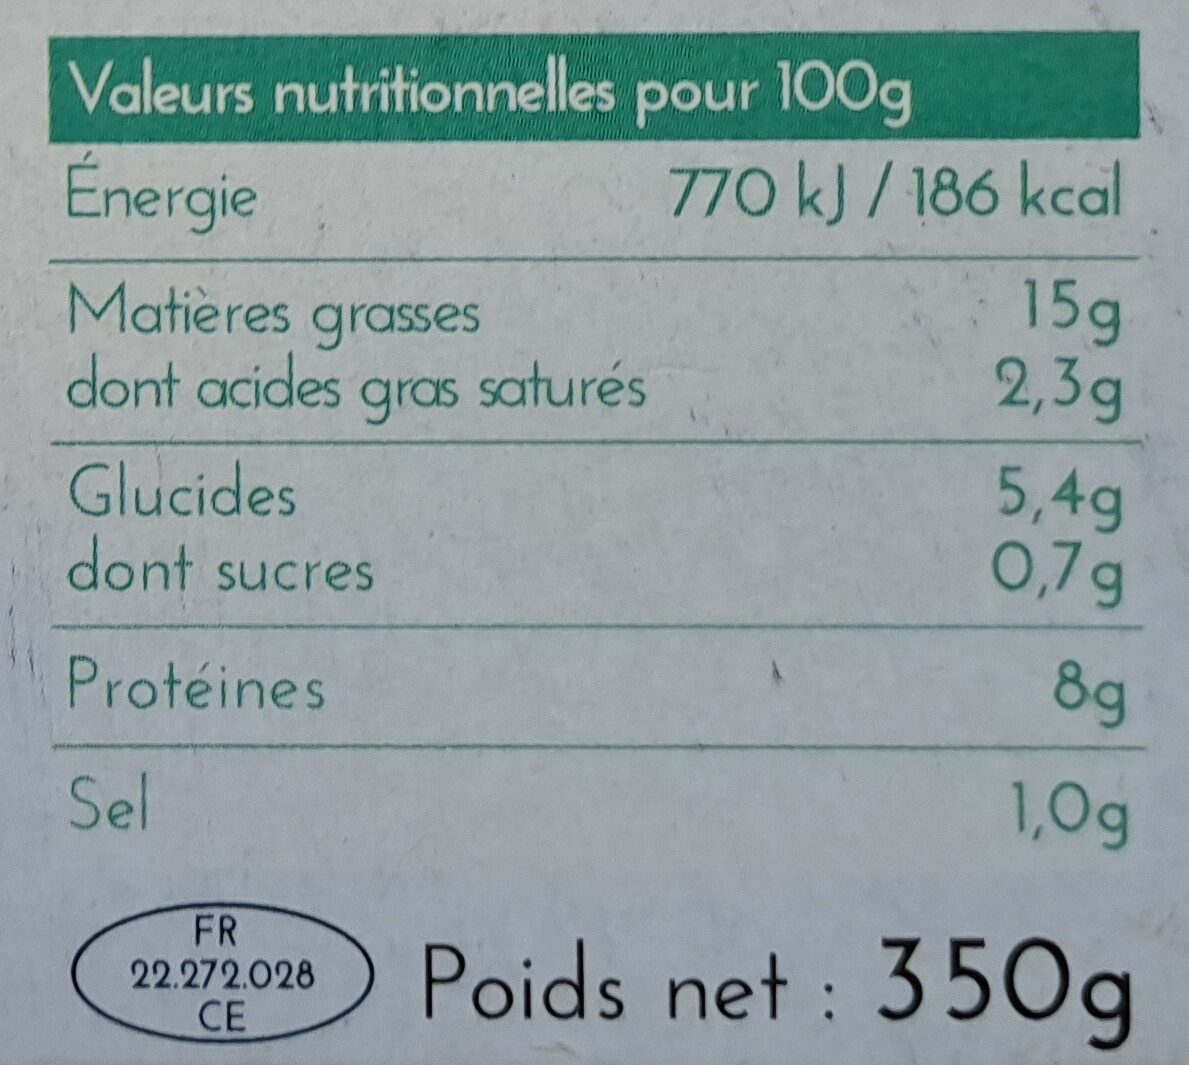 Valeurs nutritionnelles pour 100g
Énergie 770 kJ / 186 kcal
Matières grasses 15g
dont acides gras saturés 2,3g
Glucides 5,4g
dont sucres 0,7g
Protéines 8g
Sel 1,0g
FR
22.272.028
CE
Poids net : 350g